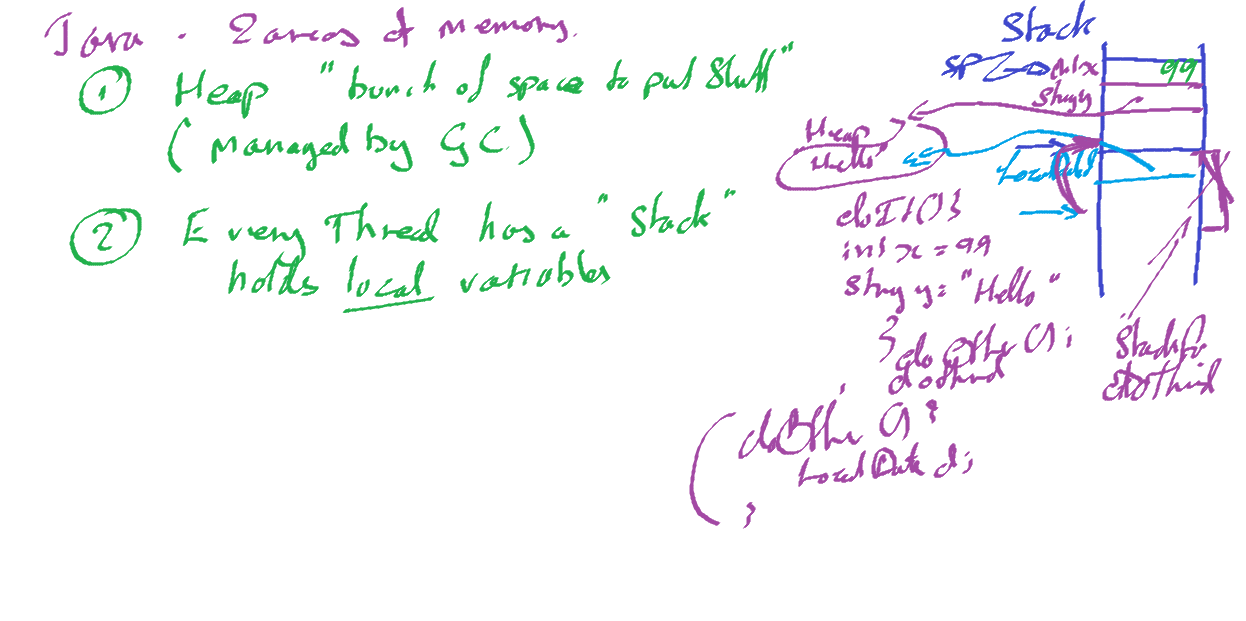 Java - 2 areas of memory.
① Heap "bunch of space to put stuff"
(managed by GC)
② Every Thread has a "Stack"
holds local variables
Stack
SP int x 99
String y
Heap
"Hello"
LocalDate
doIt() {
int x = 99
String y = "Hello"
doOther();
}
doThird
Stack for
doThird
doOther() {
LocalDate d;
}